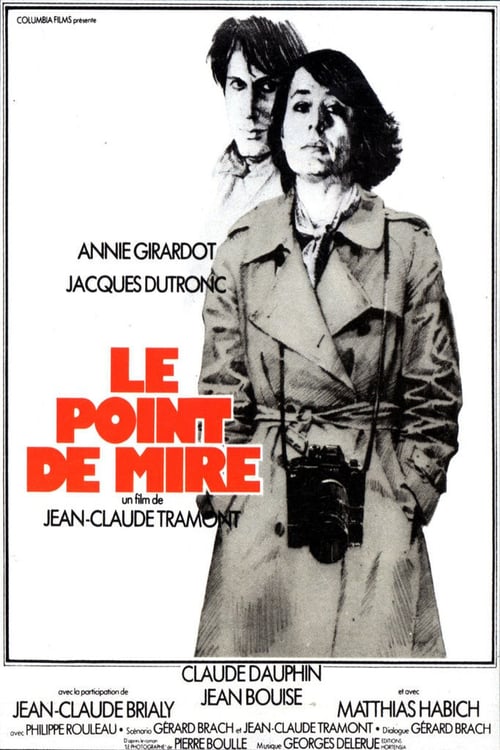 COLUMBIA FILMS présente
ANNIE GIRARDOT
JACQUES DUTRONC
LE
POINT
DE MIRE
un film de
JEAN-CLAUDE TRAMONT
CLAUDE DAUPHIN
avec la participation de
JEAN-CLAUDE BRIALY
JEAN BOUISE
et avec
MATTHIAS HABICH
avec PHILIPPE ROULEAU • Scénario GÉRARD BRACH et JEAN-CLAUDE TRAMONT • Dialogue GÉRARD BRACH
D'après le roman
"LE PHOTOGRAPHE" de PIERRE BOULLE Musique GEORGES DELERUE EDITIONS
HORTENSIA